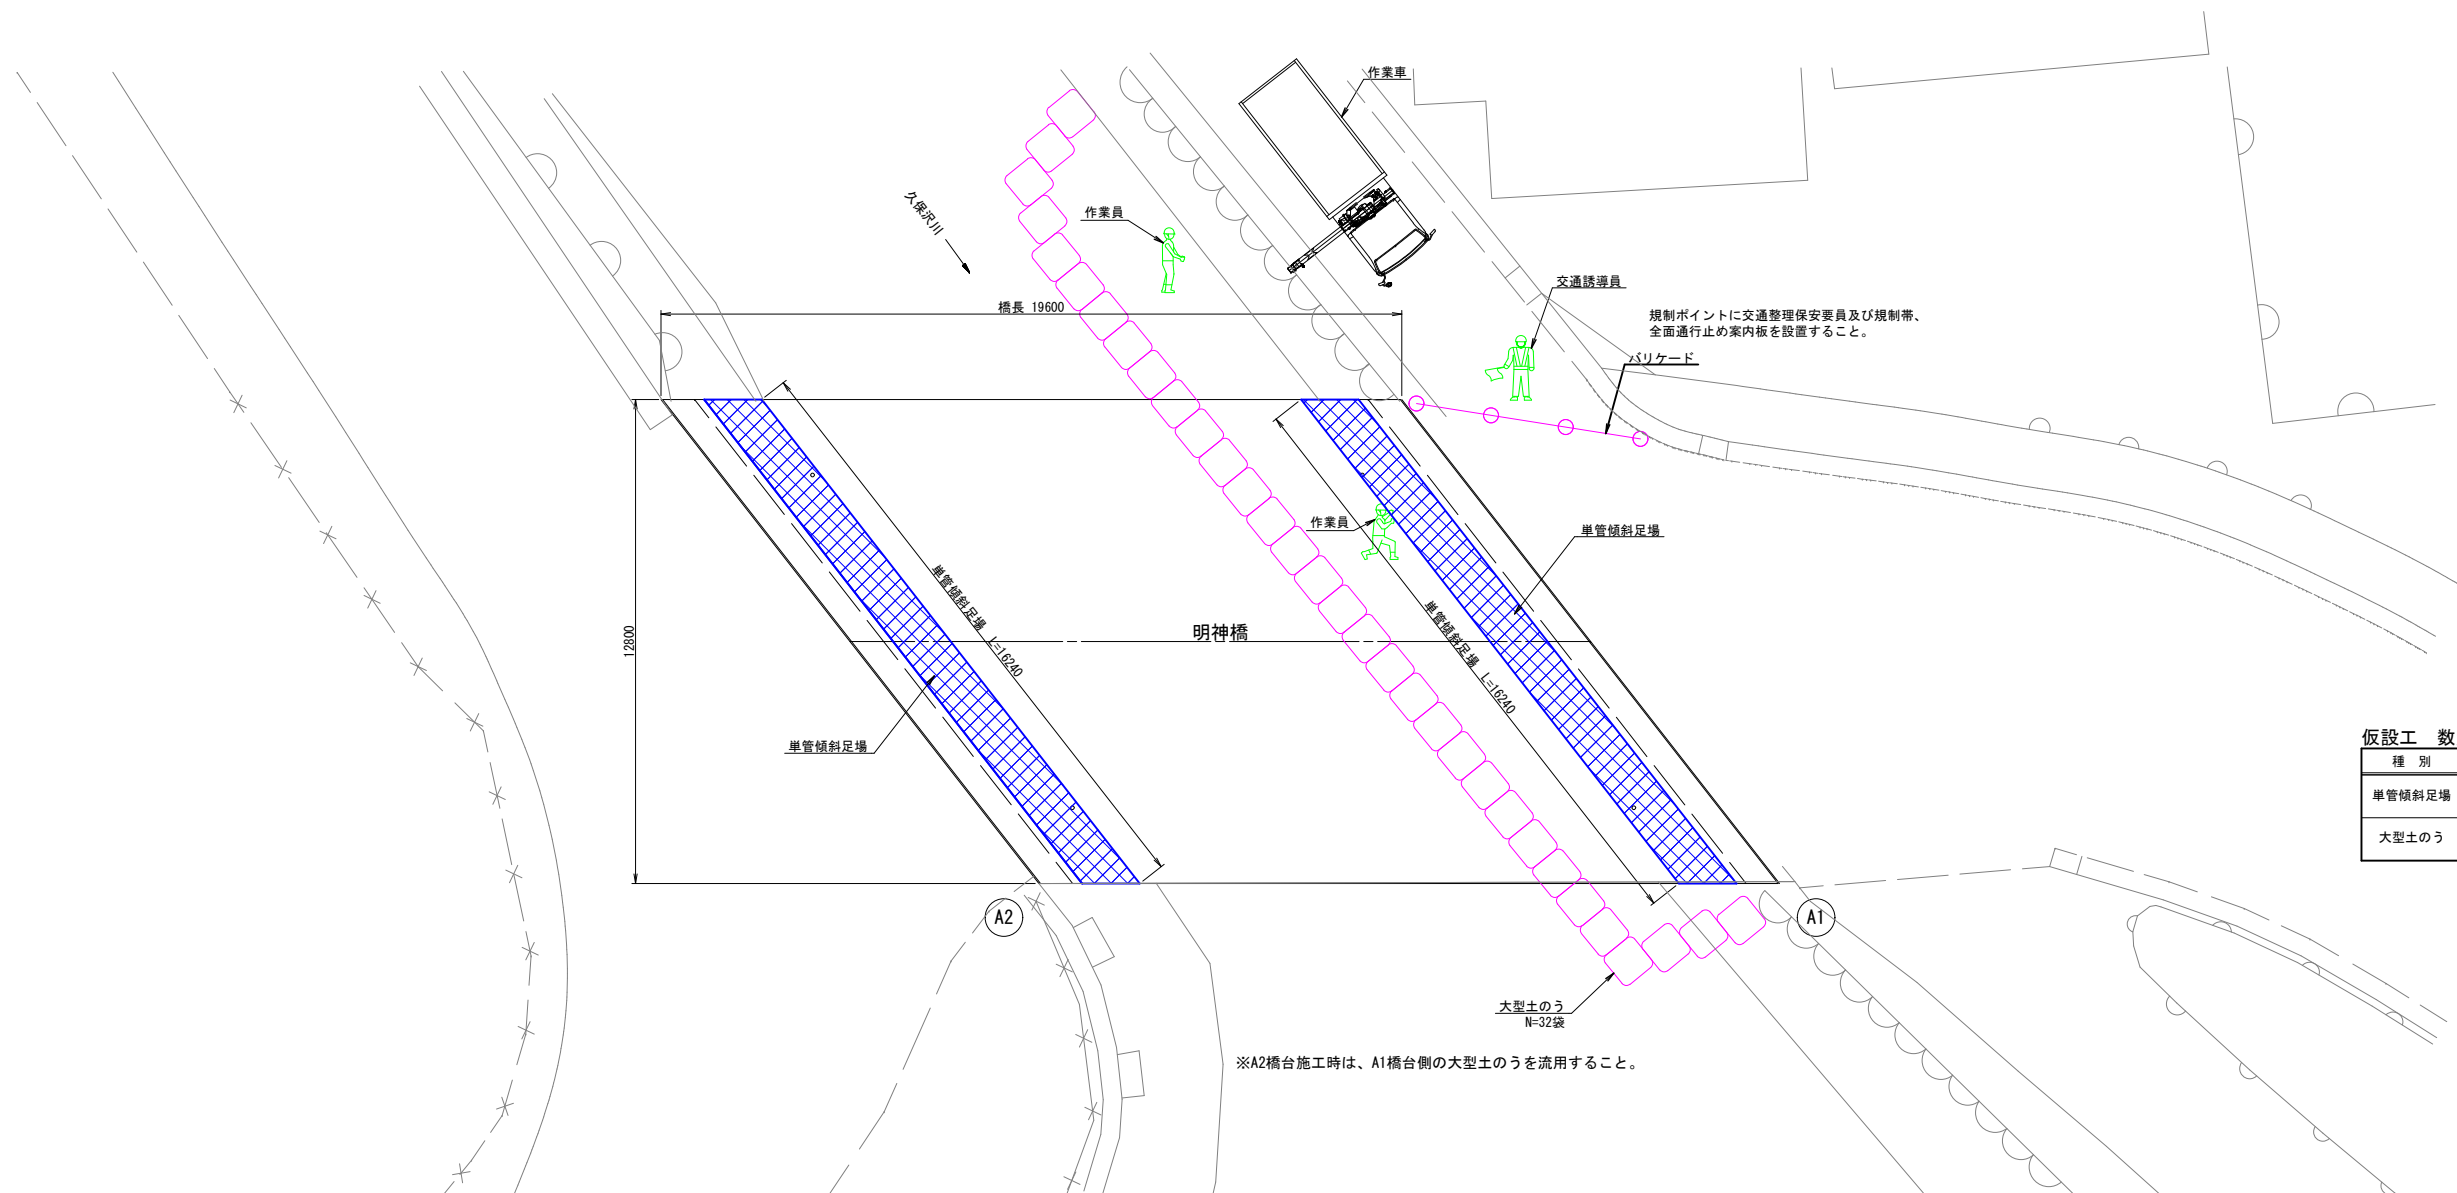 作業車
久保沢川
作業員
交通誘導員
橋長 19600
規制ポイントに交通整理保安要員及び規制帯、
全面通行止め案内板を設置すること。
バリケード
作業員
単管傾斜足場
単管傾斜足場 L=16240
単管傾斜足場 L=16240
12800
明神橋
単管傾斜足場
仮設工 数
種 別
単管傾斜足場
大型土のう
A2
A1
大型土のう
N=32袋
※A2橋台施工時は、A1橋台側の大型土のうを流用すること。